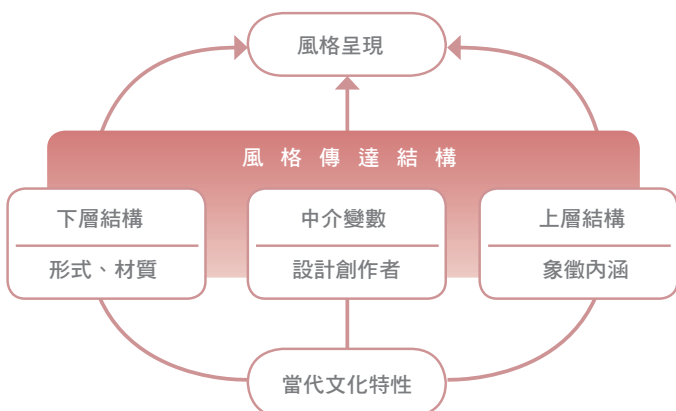 風格呈現
風格傳達結構
下層結構
形式、材質
中介變數
設計創作者
上層結構
象徵內涵
當代文化特性